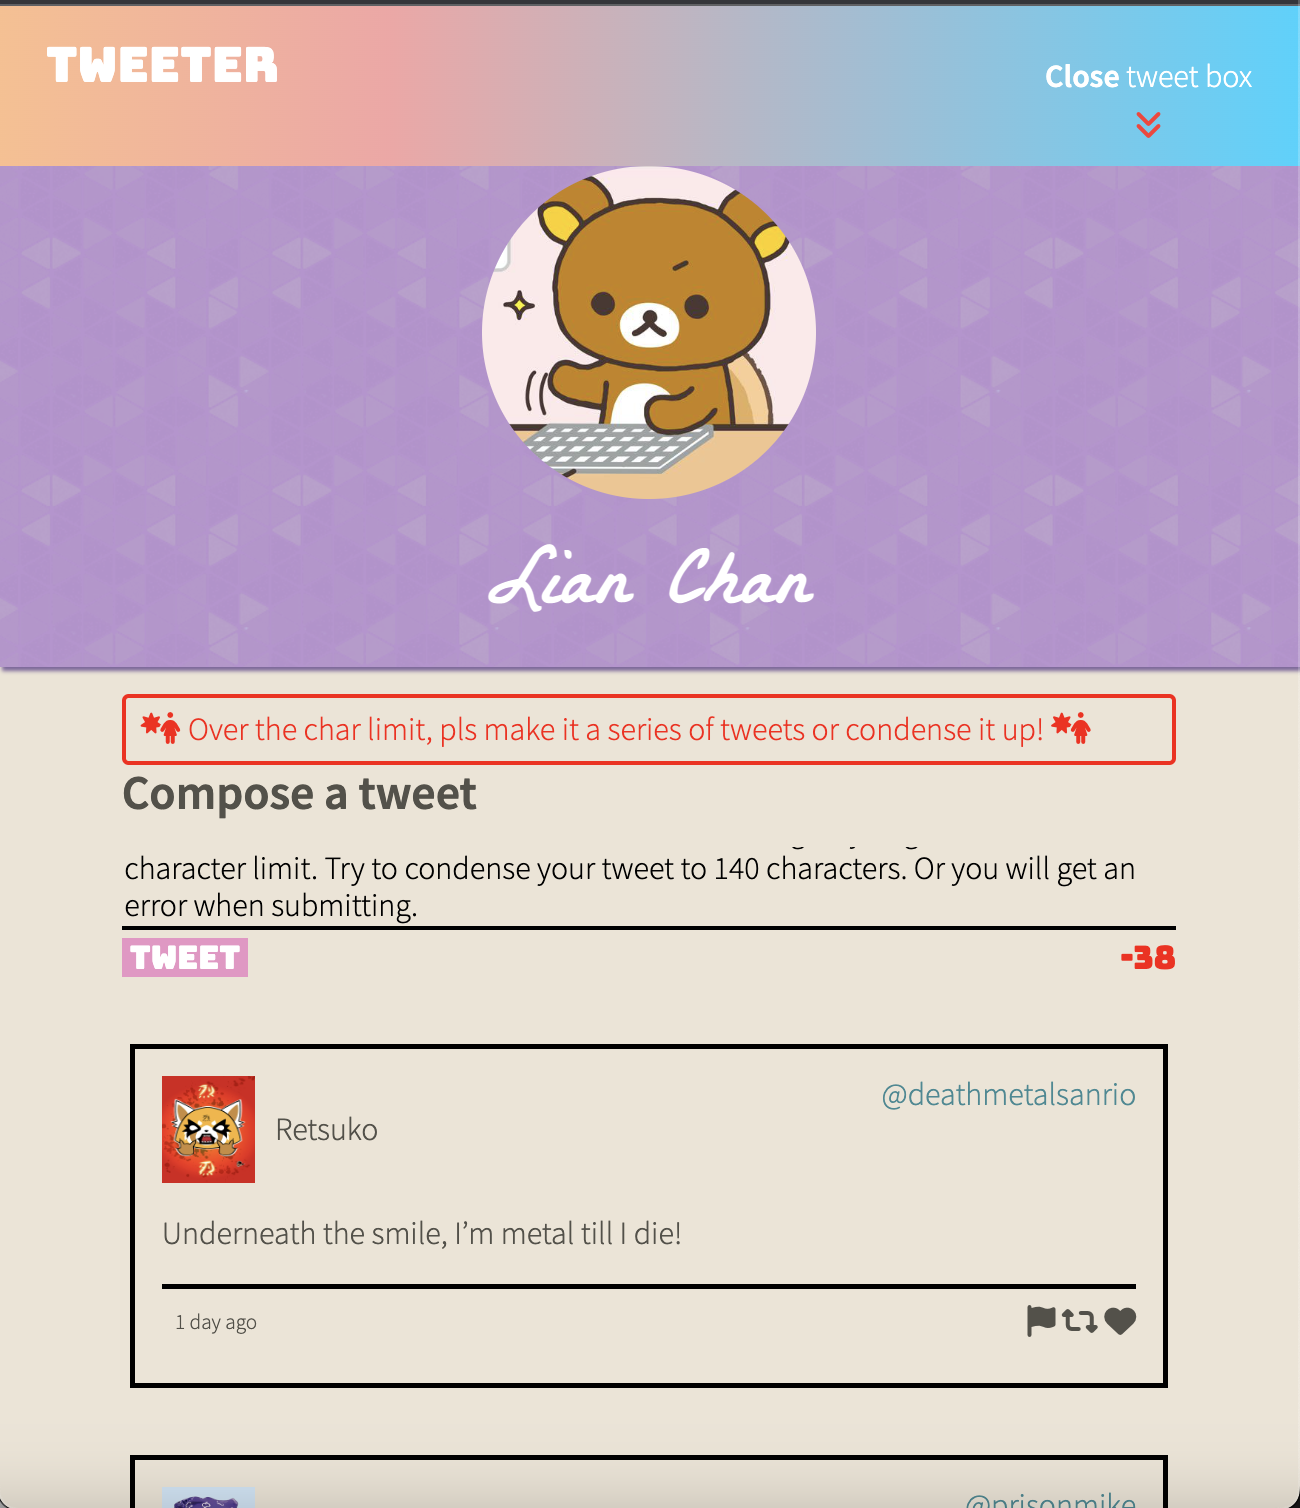 TWEETER
Close tweet box
Lian Chan
Over the char limit, pls make it a series of tweets or condense it up!
Compose a tweet
character limit. Try to condense your tweet to 140 characters. Or you will get an
error when submitting.
TWEET
-38
@deathmetalsanrio
Retsuko
Underneath the smile, I’m metal till I die!
1 day ago
@prisonmike